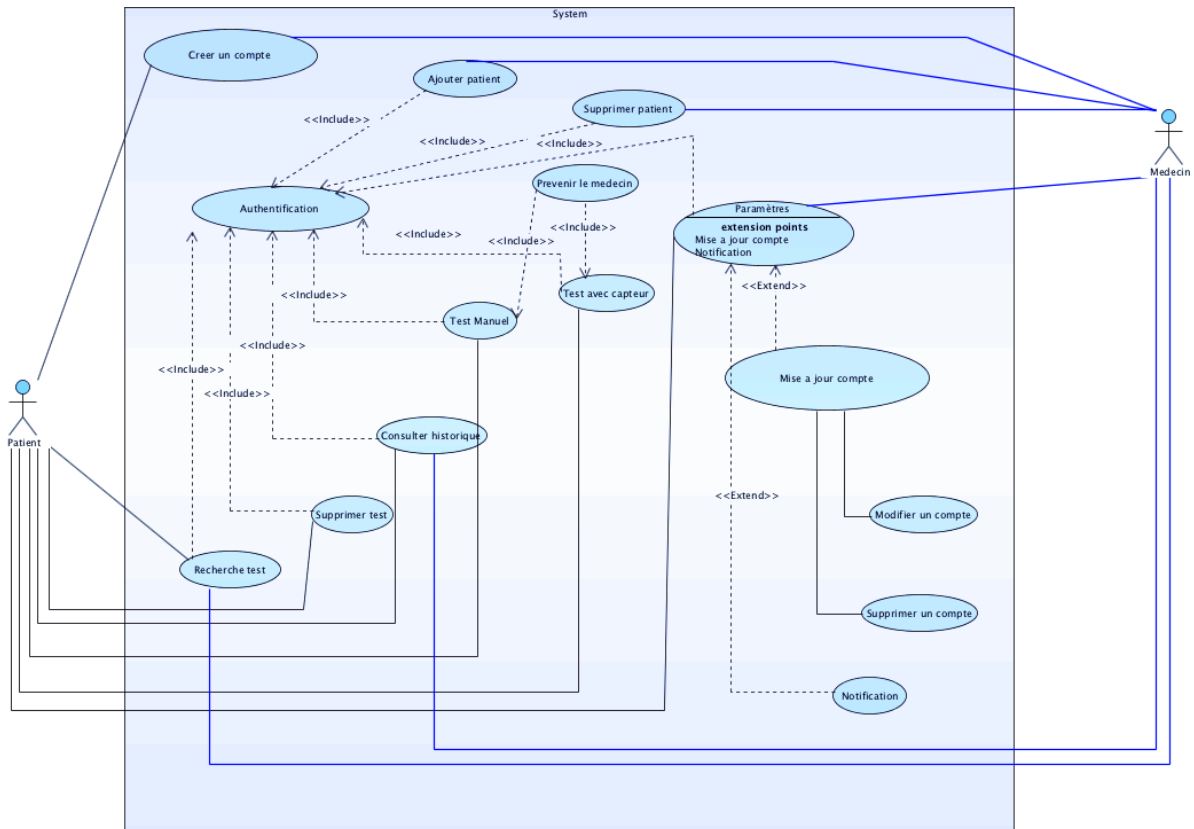 System
Creer un compte
Ajouter patient
Supprimer patient
<<Include>>
<<Include>>
<<Include>>
Prevenir le medecin
Medecin
Authentification
Paramètres
extension points
Mise a jour compte
Notification
<<Include>>
<<Include>>
<<Include>>
<<Extend>>
Test avec capteur
<<Include>>
Test Manuel
<<Include>>
<<Include>>
Mise a jour compte
<<Include>>
Patient
Consulter historique
<<Extend>>
Supprimer test
Modifier un compte
Recherche test
Supprimer un compte
Notification